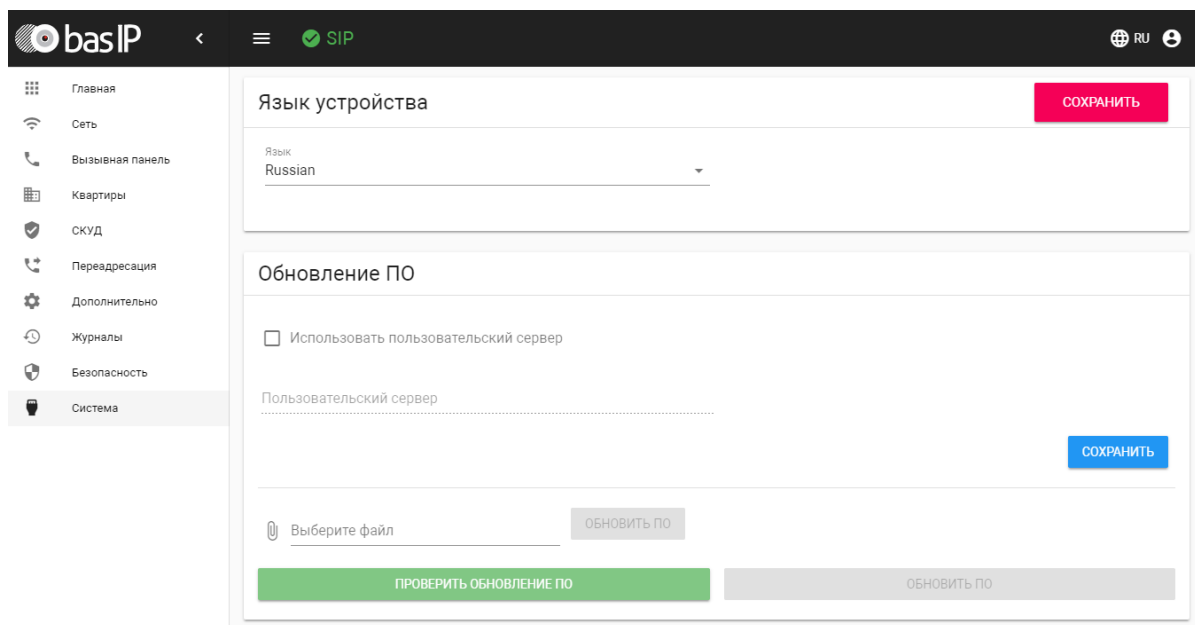 bas IP
SIP
RU
Главная
Сеть
Вызывная панель
Квартиры
СКУД
Переадресация
Дополнительно
Журналы
Безопасность
Система
Язык устройства
СОХРАНИТЬ
Язык
Russian
Обновление ПО
Использовать пользовательский сервер
Пользовательский сервер
СОХРАНИТЬ
Выберите файл
ОБНОВИТЬ ПО
ПРОВЕРИТЬ ОБНОВЛЕНИЕ ПО
ОБНОВИТЬ ПО